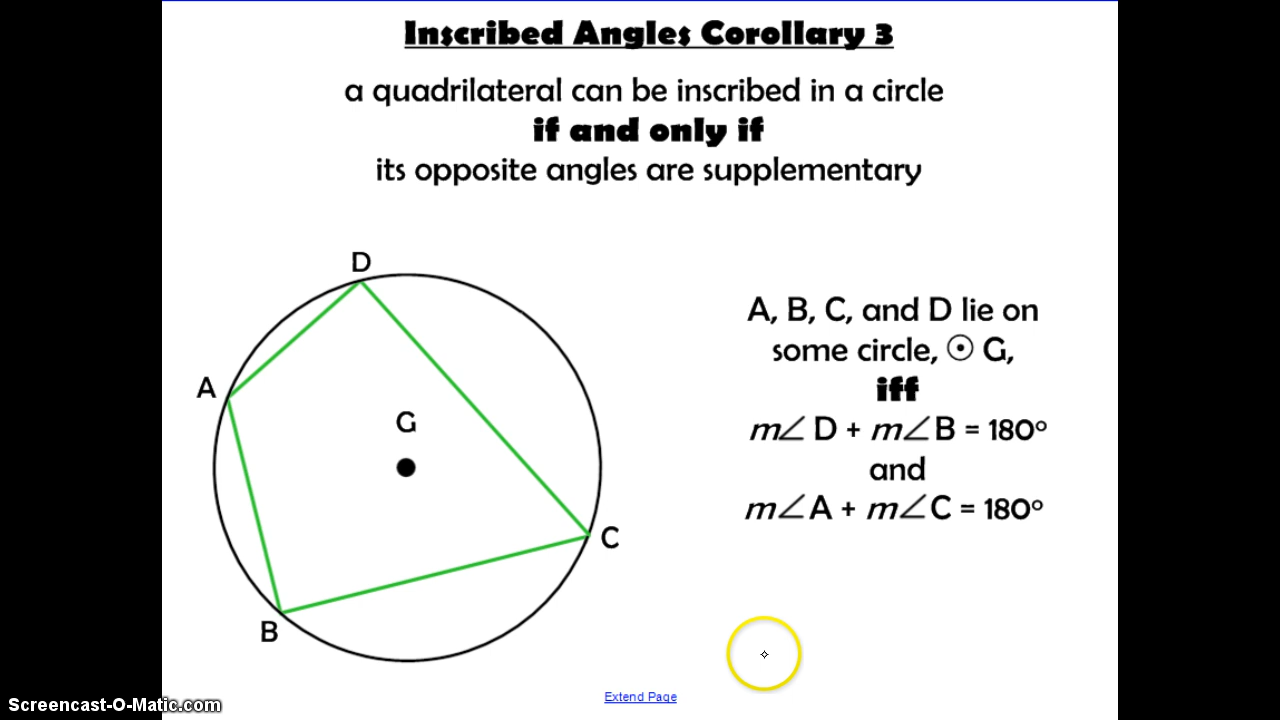 Inscribed Angles Corollary 3
a quadrilateral can be inscribed in a circle
if and only if
its opposite angles are supplementary
D
A
G
C
B
A, B, C, and D lie on
some circle, ⊙ G,
iff
m∠D + m∠B = 180°
and
m∠A + m∠C = 180°
Extend Page
Screencast-O-Matic.com